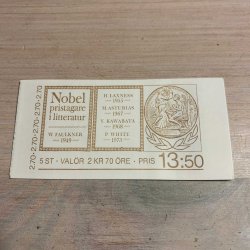 2.70·2.70·2.70·2.70·2.70
Nobel
pristagare
i litteratur
W. FAULKNER
1949
H. LAXNESS
1955
M. ASTURIAS
1967
Y. KAWABATA
1968
P. WHITE
1973
5 ST · VALÖR 2 KR 70 ÖRE · PRIS 13:50